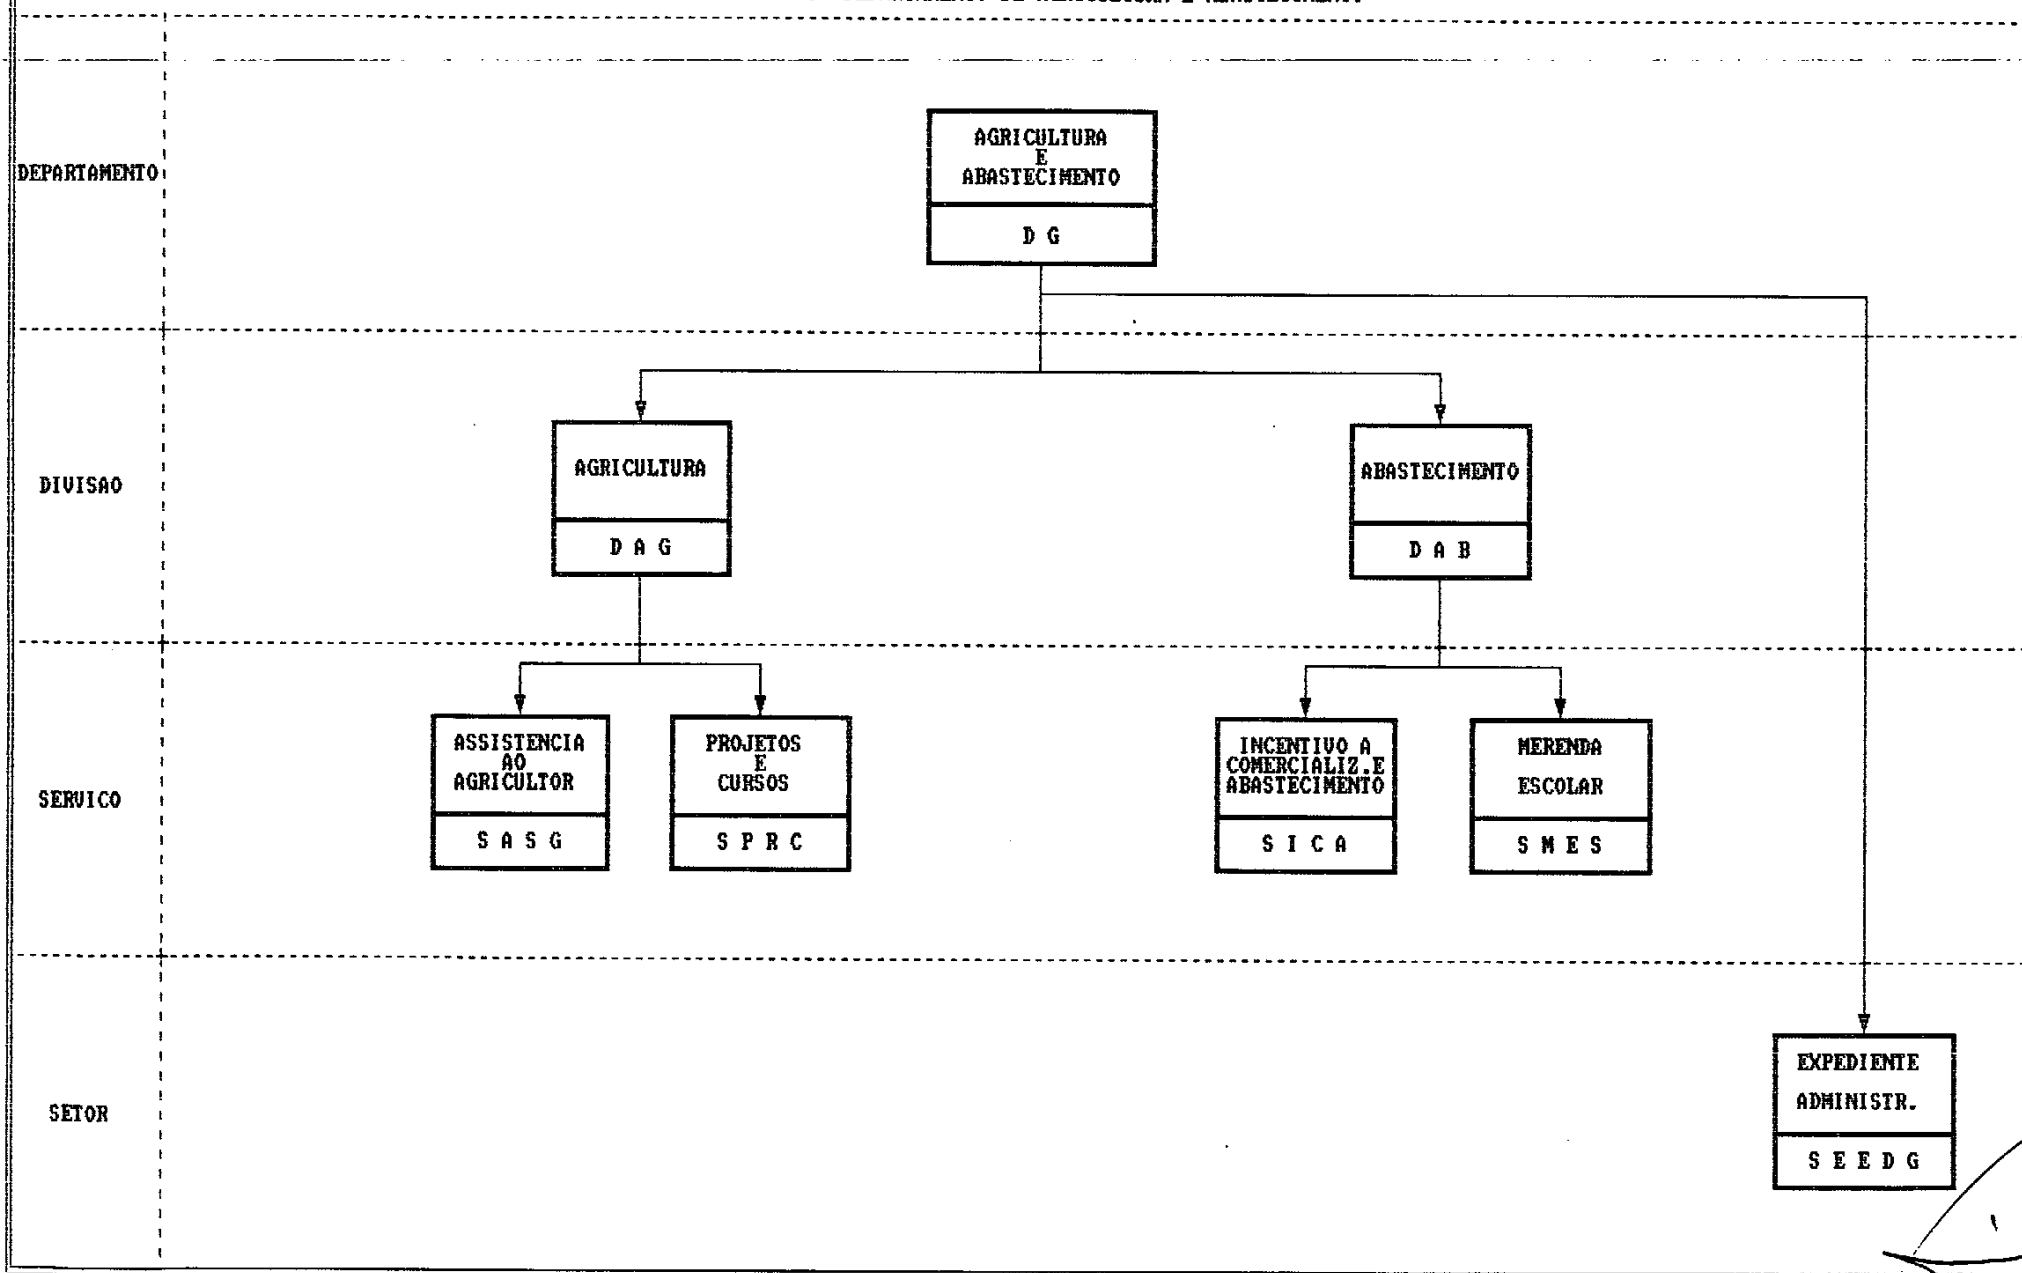 DEPARTAMENTO
AGRICULTURA
E
ABASTECIMENTO
D G
DIVISAO
AGRICULTURA
D A G
ABASTECIMENTO
D A B
SERVICO
ASSISTENCIA
AO
AGRICULTOR
S A S G
PROJETOS
E
CURSOS
S P R C
INCENTIVO A
COMERCIALIZ.E
ABASTECIMENTO
S I C A
MERENDA
ESCOLAR
S M E S
SETOR
EXPEDIENTE
ADMINISTR.
S E E D G